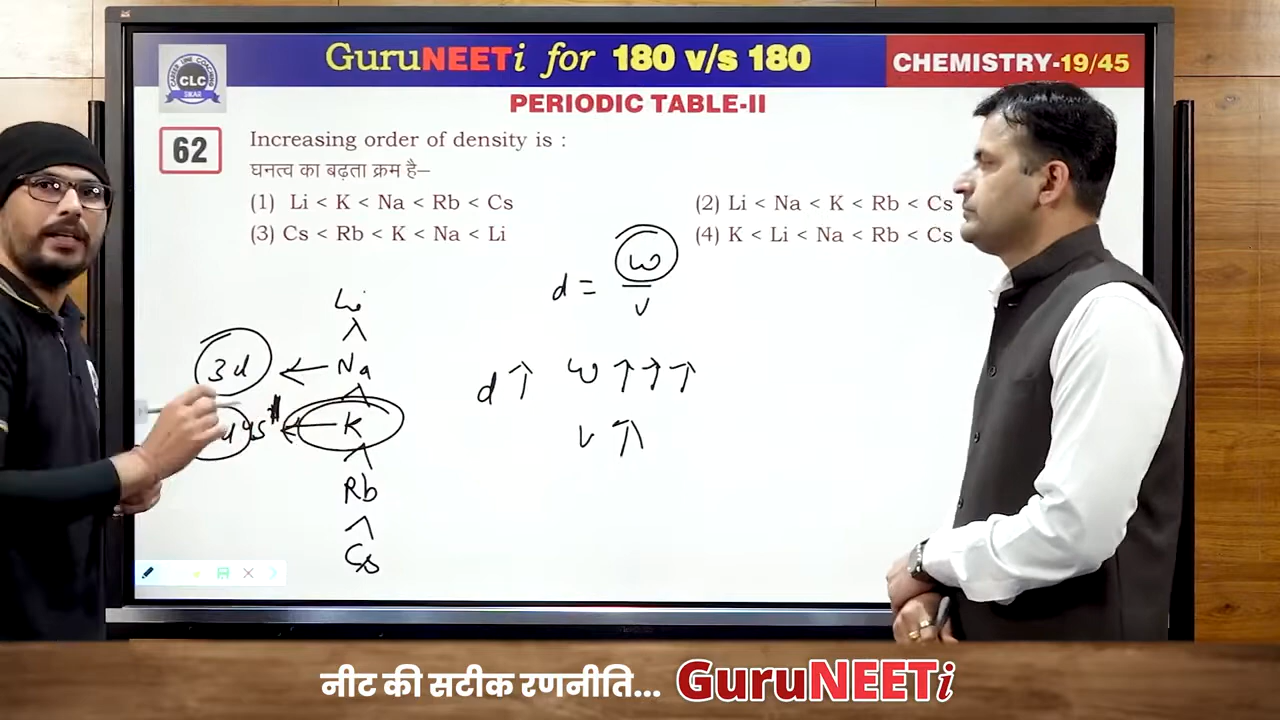 GuruNEETi for 180 v/s 180
CHEMISTRY-19/45
CLC
SIKAR
PERIODIC TABLE-II
62
Increasing order of density is :
घनत्व का बढ़ता क्रम है—
(1) Li < K < Na < Rb < Cs
(2) Li < Na < K < Rb < Cs
(3) Cs < Rb < K < Na < Li
(4) K < Li < Na < Rb < Cs
d = w
v
Li
3d ← Na
← K
Rb
Cs
d ↑ w ↑↑↑
v ↑
नीट की सटीक रणनीति... GuruNEETi